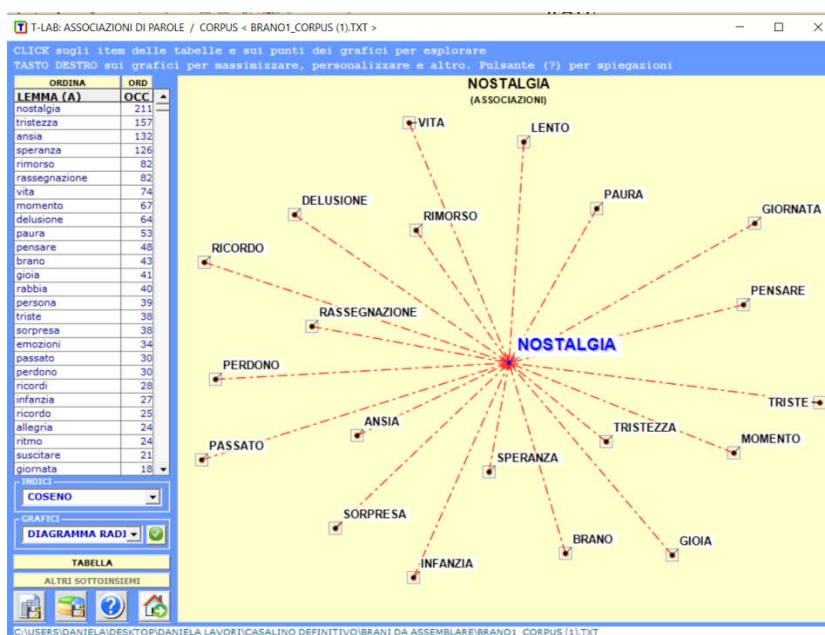 T-LAB: ASSOCIAZIONI DI PAROLE / CORPUS < BRANO1_CORPUS (1).TXT >
CLICK sugli item delle tabelle e sui punti dei grafici per esplorare
TASTO DESTRO sui grafici per massimizzare, personalizzare e altro. Pulsante (?) per spiegazioni
ORDINA ORD
LEMMA (A) OCC
nostalgia 211
tristezza 157
ansia 132
speranza 126
rimorso 82
rassegnazione 82
vita 74
momento 67
delusione 64
paura 53
pensare 48
brano 43
gioia 41
rabbia 40
persona 39
triste 38
sorpresa 38
emozioni 34
passato 30
perdono 30
ricordi 28
infanzia 27
ricordo 25
allegria 24
ritmo 24
suscitare 21
giornata 18
INDICI
COSENO
GRAFICI
DIAGRAMMA RADI
TABELLA
ALTRI SOTTOINSIEMI
NOSTALGIA
(ASSOCIAZIONI)
VITA
LENTO
DELUSIONE
RIMORSO
PAURA
GIORNATA
RICORDO
PENSARE
RASSEGNAZIONE
NOSTALGIA
PERDONO
TRISTE
ANSIA
TRISTEZZA
PASSATO
MOMENTO
SPERANZA
SORPRESA
BRANO
GIOIA
INFANZIA
C:\USERS\DANIELA\DESKTOP\DANIELA LAVORI\CASALINO DEFINITIVO\BRANI DA ASSEMBLARE\BRANO1_CORPUS (1).TXT